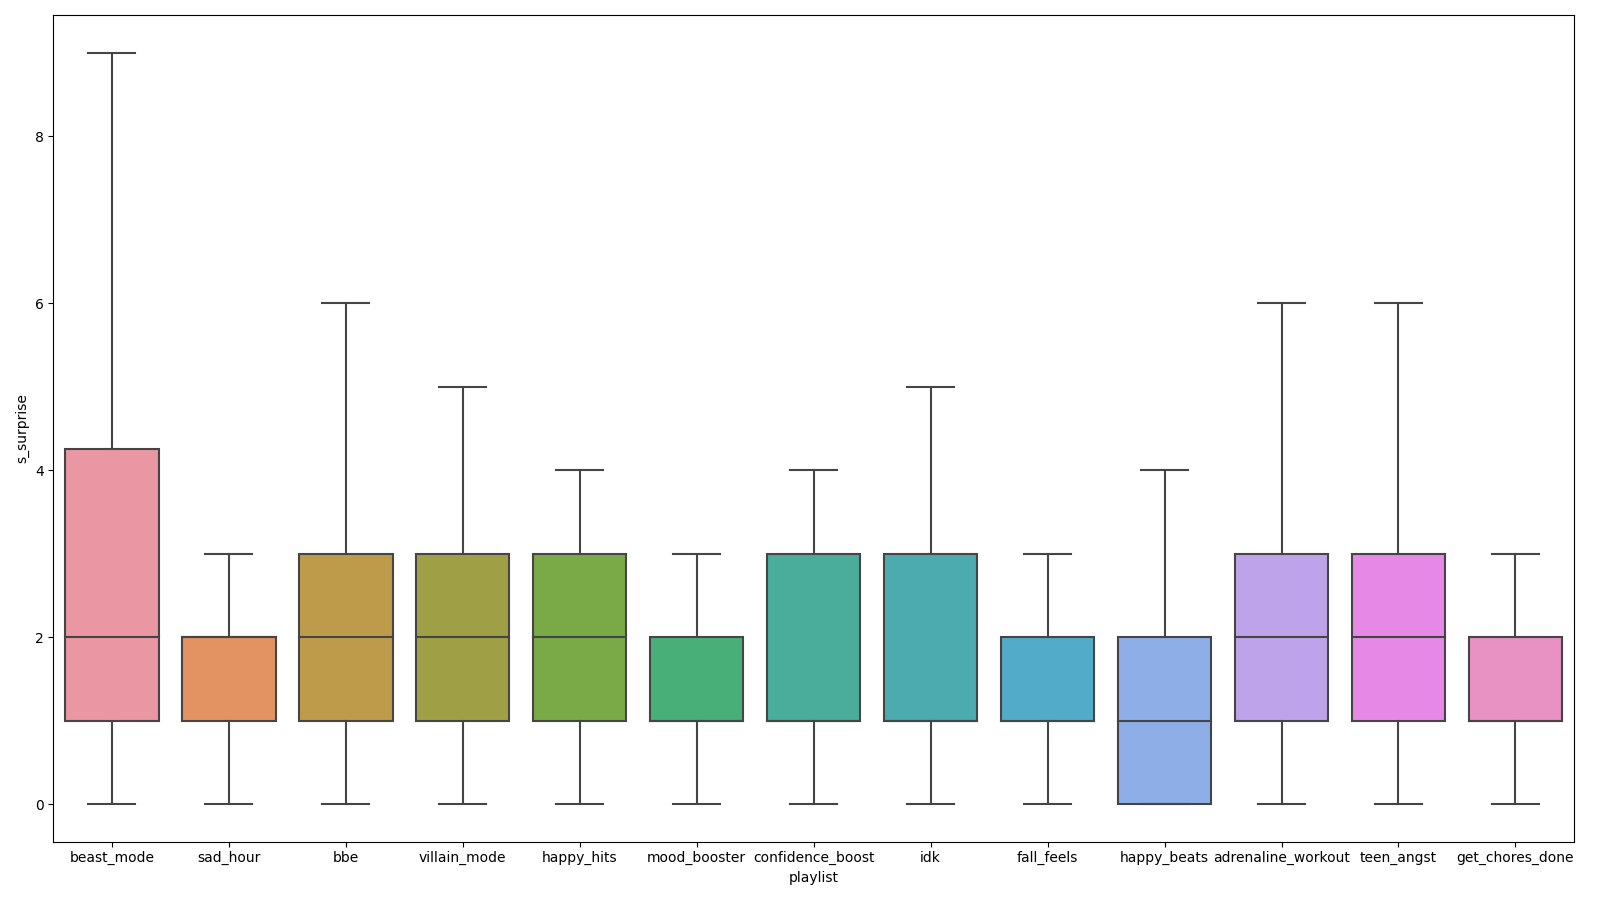 8
6
4
2
0
s_surprise
beast_mode sad_hour bbe villain_mode happy_hits mood_booster confidence_boost idk fall_feels happy_beats adrenaline_workout teen_angst get_chores_done
playlist